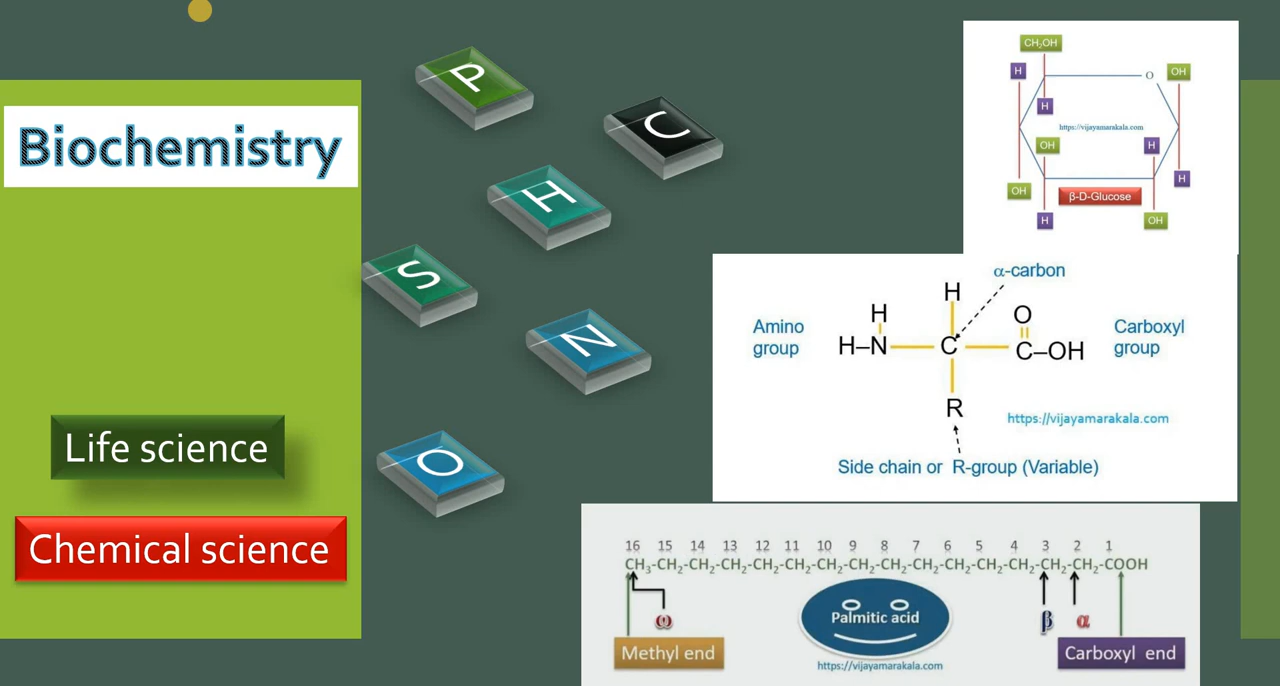 Biochemistry
Life science
Chemical science
P
C
H
S
N
O
CH₂OH
H
O
OH
H
https://vijayamarakala.com
OH
H
OH
H
β-D-Glucose
H
OH
α-carbon
H
H
O
Amino
group
H–N
C
C–OH
Carboxyl
group
R
https://vijayamarakala.com
Side chain or R-group (Variable)
16 15 14 13 12 11 10 9 8 7 6 5 4 3 2 1
CH₃-CH₂-CH₂-CH₂-CH₂-CH₂-CH₂-CH₂-CH₂-CH₂-CH₂-CH₂-CH₂-CH₂-CH₂-COOH
ω
Palmitic acid
β
α
Methyl end
Carboxyl end
https://vijayamarakala.com